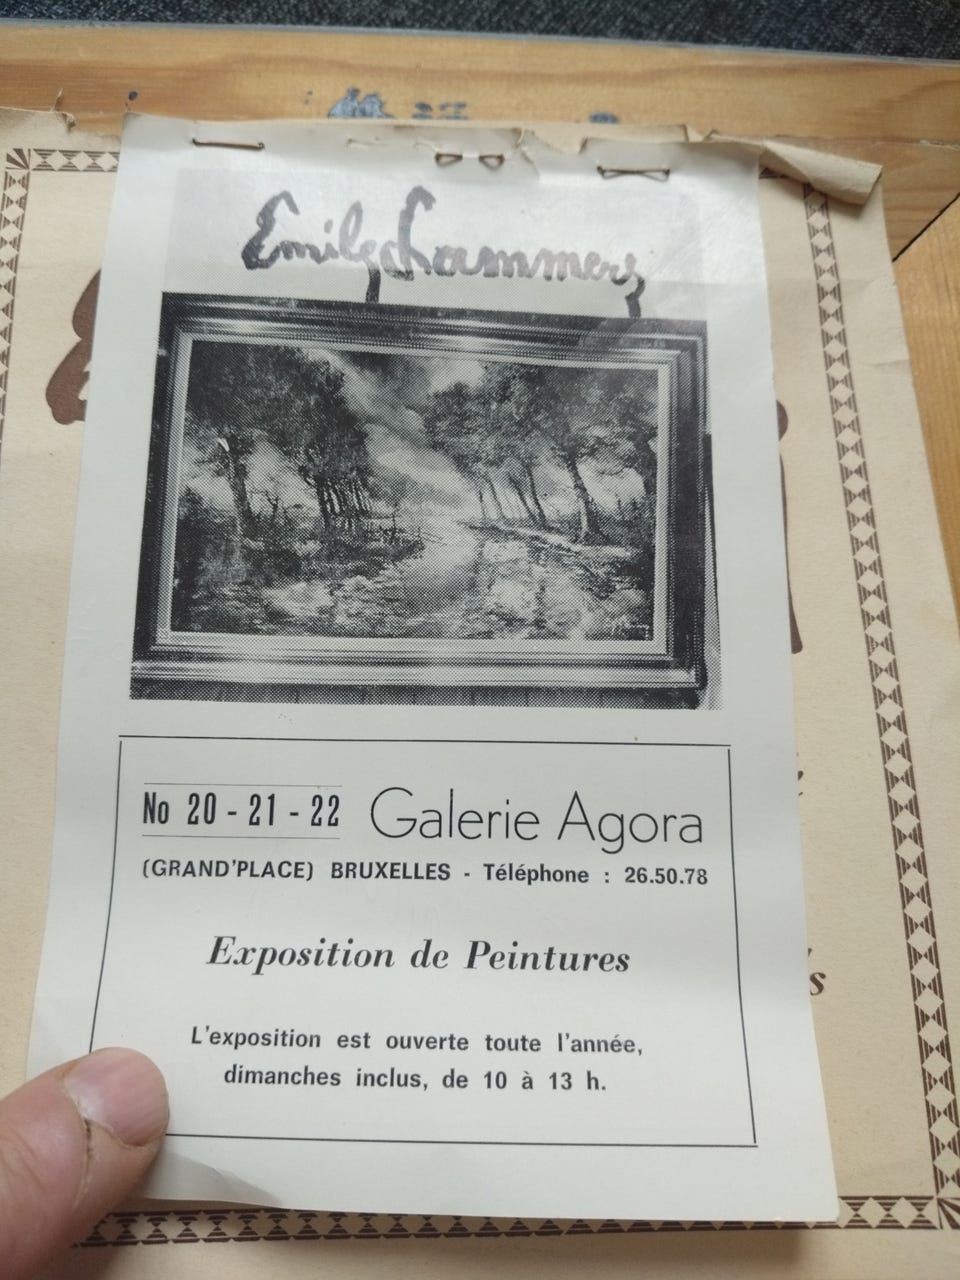 Emile Lammers
No 20 - 21 - 22 Galerie Agora
(GRAND'PLACE) BRUXELLES - Téléphone : 26.50.78
Exposition de Peintures
L'exposition est ouverte toute l'année,
dimanches inclus, de 10 à 13 h.